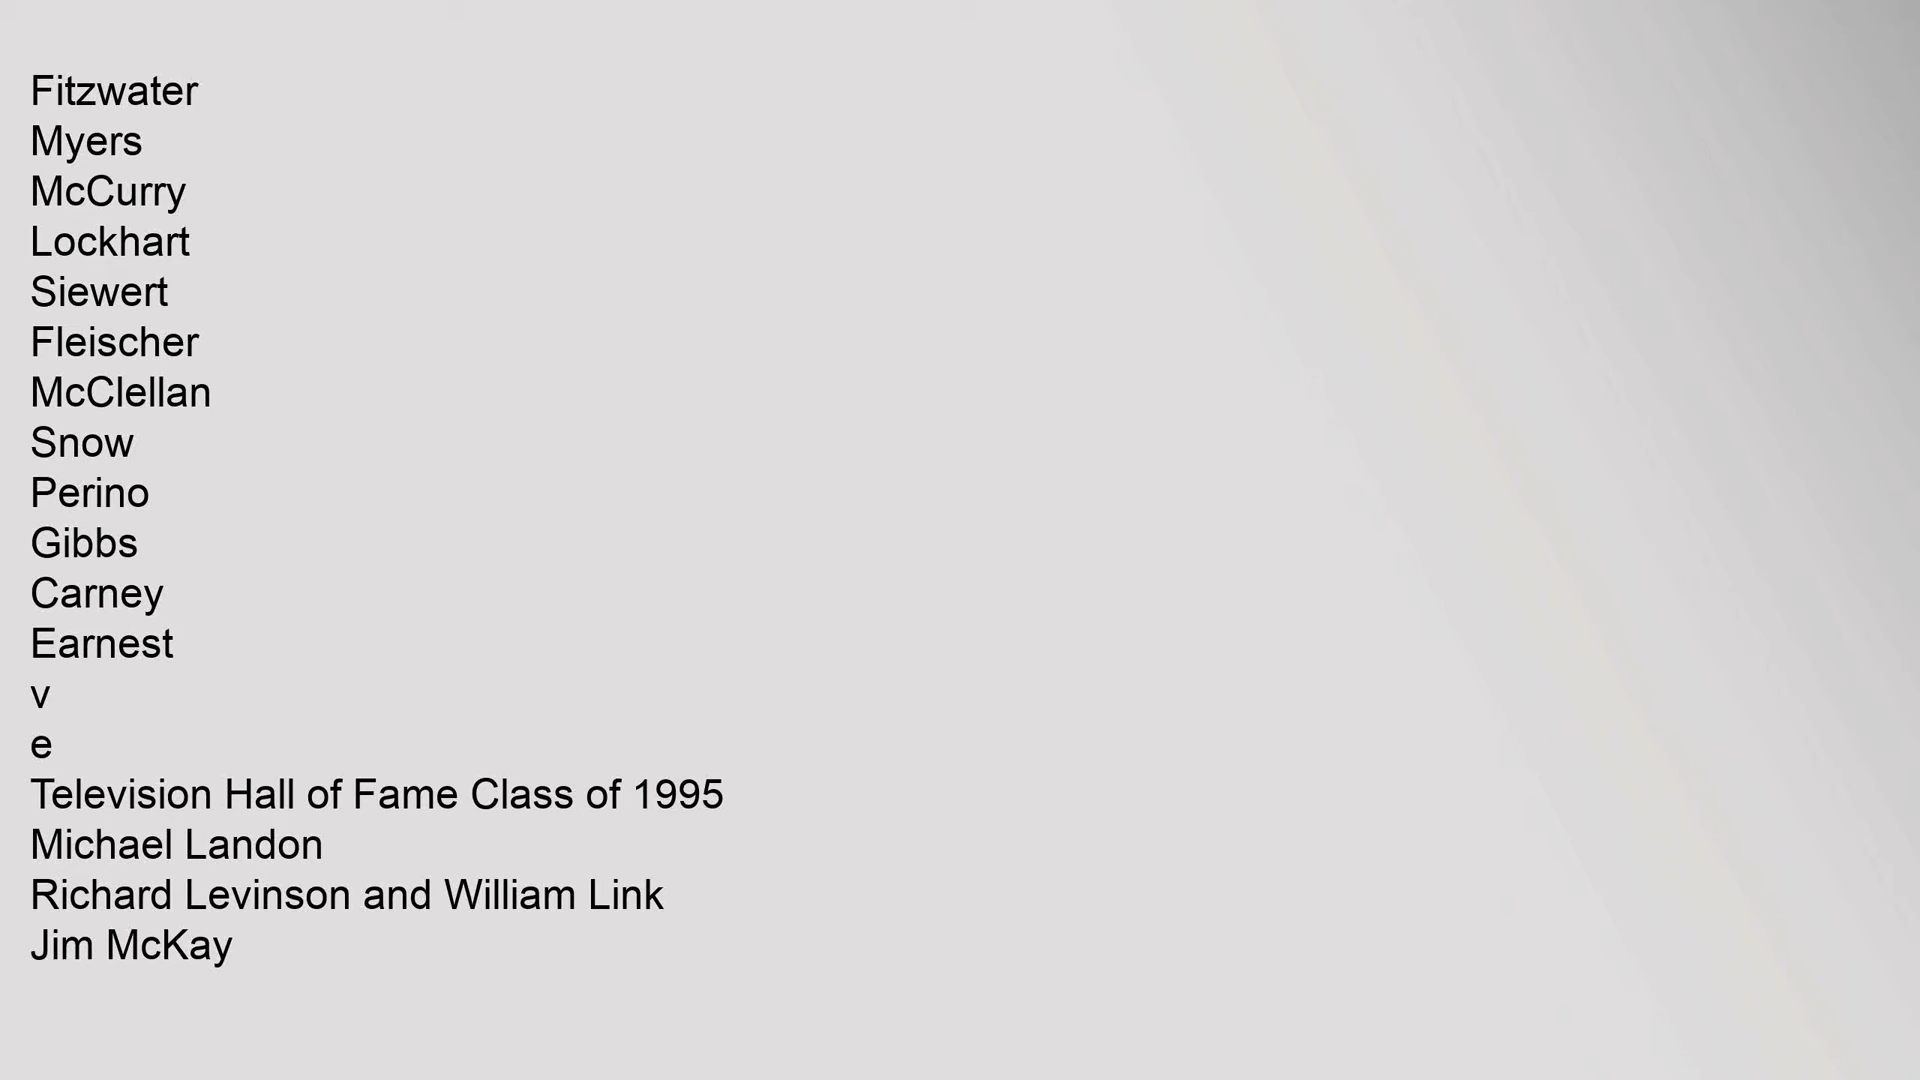 Fitzwater
Myers
McCurry
Lockhart
Siewert
Fleischer
McClellan
Snow
Perino
Gibbs
Carney
Earnest
v
e
Television Hall of Fame Class of 1995
Michael Landon
Richard Levinson and William Link
Jim McKay